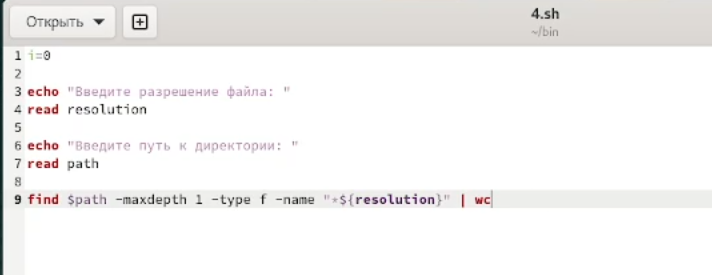 Открыть
4.sh
~/bin
1 i=0
2
3 echo "Введите разрешение файла: "
4 read resolution
5
6 echo "Введите путь к директории: "
7 read path
8
9 find $path -maxdepth 1 -type f -name "*${resolution}" | wc